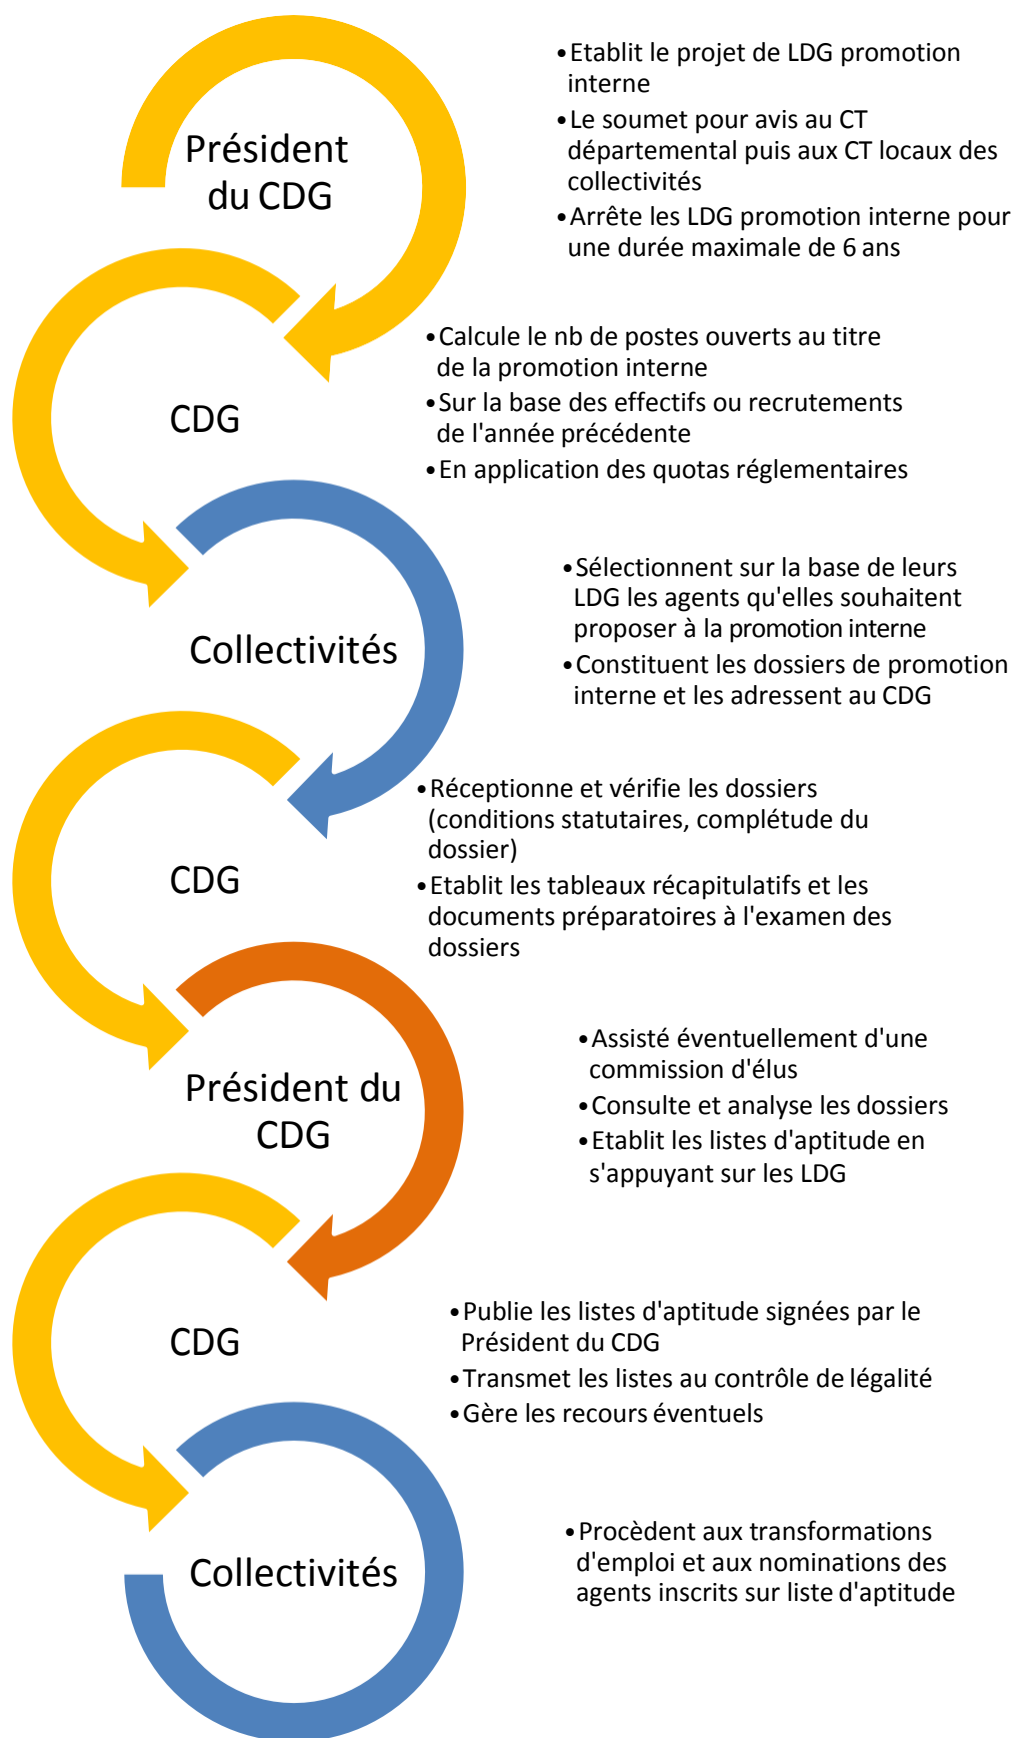 Président
du CDG
•Etablit le projet de LDG promotion
interne
•Le soumet pour avis au CT
départemental puis aux CT locaux des
collectivités
•Arrête les LDG promotion interne pour
une durée maximale de 6 ans
CDG
•Calcule le nb de postes ouverts au titre
de la promotion interne
•Sur la base des effectifs ou recrutements
de l'année précédente
•En application des quotas réglementaires
Collectivités
•Sélectionnent sur la base de leurs
LDG les agents qu'elles souhaitent
proposer à la promotion interne
•Constituent les dossiers de promotion
interne et les adressent au CDG
CDG
•Réceptionne et vérifie les dossiers
(conditions statutaires, complétude du
dossier)
•Etablit les tableaux récapitulatifs et les
documents préparatoires à l'examen des
dossiers
Président du
CDG
•Assisté éventuellement d'une
commission d'élus
•Consulte et analyse les dossiers
•Etablit les listes d'aptitude en
s'appuyant sur les LDG
CDG
•Publie les listes d'aptitude signées par le
Président du CDG
•Transmet les listes au contrôle de légalité
•Gère les recours éventuels
Collectivités
•Procèdent aux transformations
d'emploi et aux nominations des
agents inscrits sur liste d'aptitude